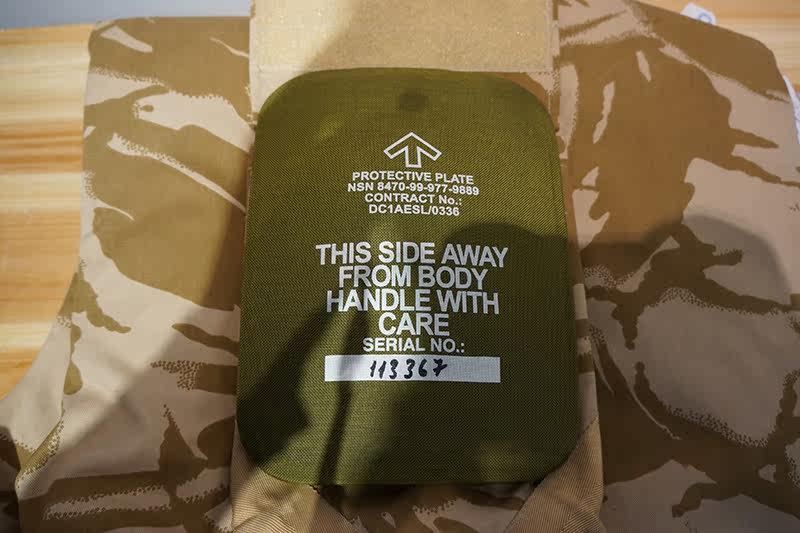 PROTECTIVE PLATE
NSN 8470-99-977-9889
CONTRACT No.:
DC1AESL/0336
THIS SIDE AWAY
FROM BODY
HANDLE WITH
CARE
SERIAL NO.:
113367